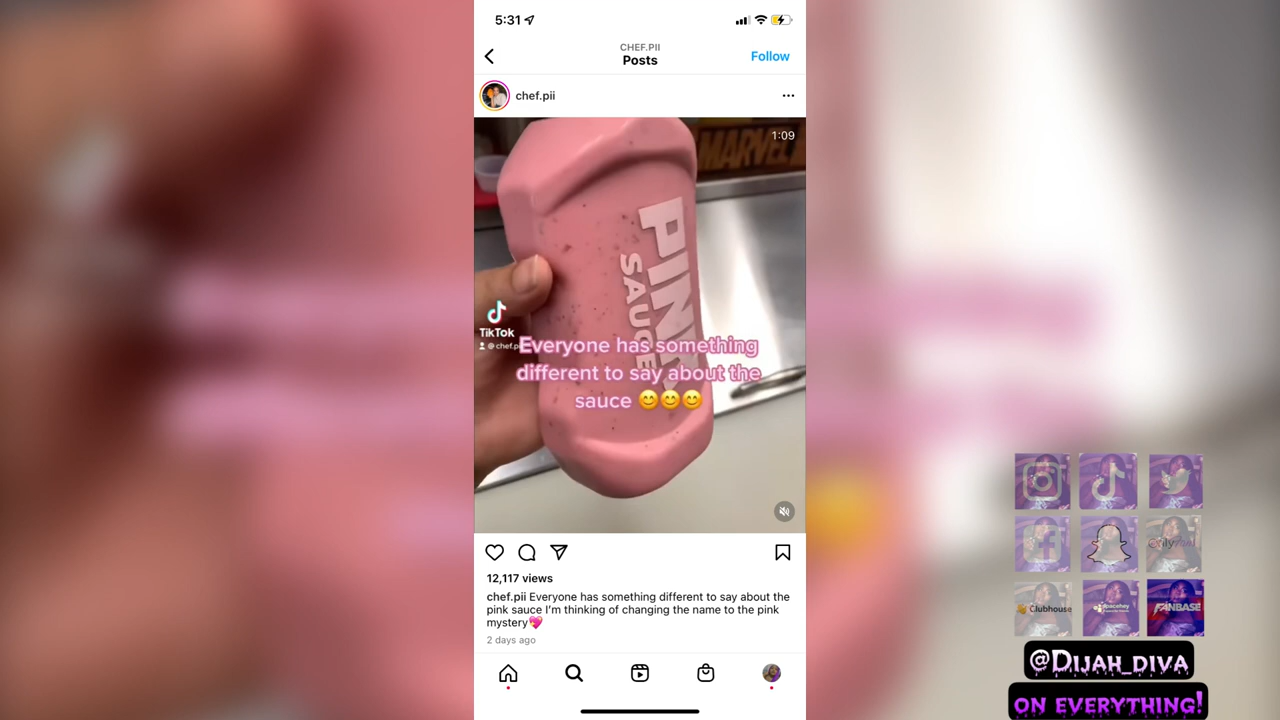 5:31
CHEF.PII
Posts
Follow
chef.pii
1:09
MARVEL
PINK
SAUCE
TikTok
@chef.p
Everyone has something
different to say about the
sauce 😊😊😊
12,117 views
chef.pii Everyone has something different to say about the
pink sauce I'm thinking of changing the name to the pink
mystery💖
2 days ago
Clubhouse
spacehey
FANBASE
@DIJAH_DIVA
ON EVERYTHING!